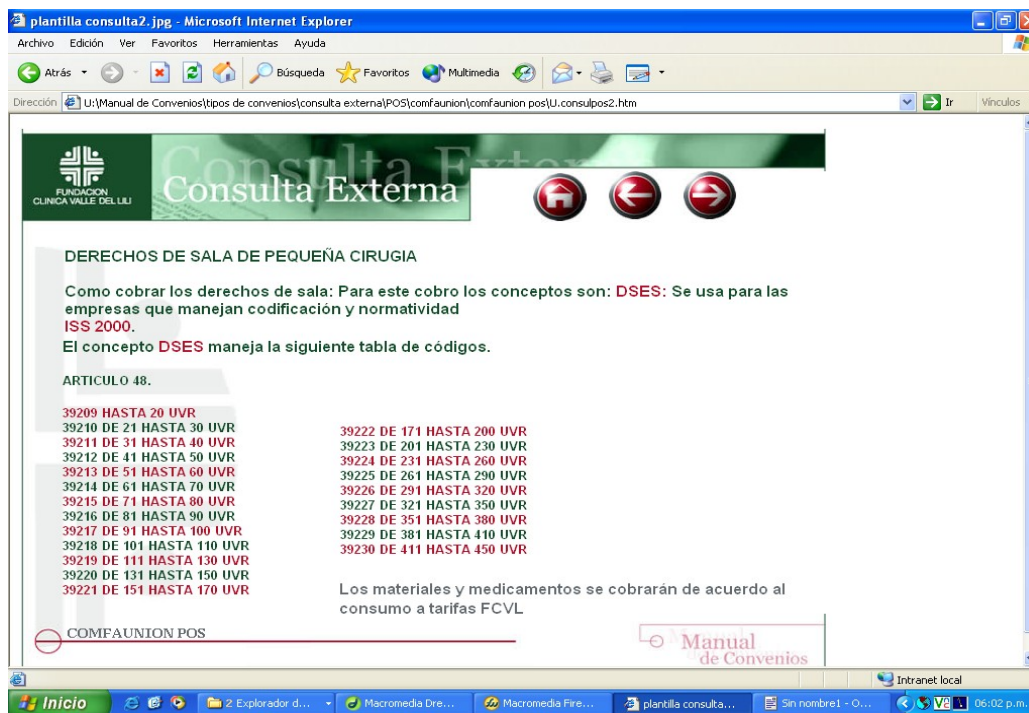 plantilla consulta2.jpg - Microsoft Internet Explorer
Archivo Edición Ver Favoritos Herramientas Ayuda
Atrás Búsqueda Favoritos Multimedia
Dirección U:\Manual de Convenios\tipos de convenios\consulta externa\POS\comfaunion\comfaunion pos\U.consulpos2.htm Ir Vínculos
FUNDACION
CLINICA VALLE DEL LILI
Consulta Externa
Consulta Externa
DERECHOS DE SALA DE PEQUEÑA CIRUGIA
Como cobrar los derechos de sala: Para este cobro los conceptos son: DSES: Se usa para las
empresas que manejan codificación y normatividad
ISS 2000.
El concepto DSES maneja la siguiente tabla de códigos.
ARTICULO 48.
39209 HASTA 20 UVR
39210 DE 21 HASTA 30 UVR
39211 DE 31 HASTA 40 UVR
39212 DE 41 HASTA 50 UVR
39213 DE 51 HASTA 60 UVR
39214 DE 61 HASTA 70 UVR
39215 DE 71 HASTA 80 UVR
39216 DE 81 HASTA 90 UVR
39217 DE 91 HASTA 100 UVR
39218 DE 101 HASTA 110 UVR
39219 DE 111 HASTA 130 UVR
39220 DE 131 HASTA 150 UVR
39221 DE 151 HASTA 170 UVR
39222 DE 171 HASTA 200 UVR
39223 DE 201 HASTA 230 UVR
39224 DE 231 HASTA 260 UVR
39225 DE 261 HASTA 290 UVR
39226 DE 291 HASTA 320 UVR
39227 DE 321 HASTA 350 UVR
39228 DE 351 HASTA 380 UVR
39229 DE 381 HASTA 410 UVR
39230 DE 411 HASTA 450 UVR
Los materiales y medicamentos se cobrarán de acuerdo al
consumo a tarifas FCVL
COMFAUNION POS
Manual
de Convenios
Intranet local
Inicio 2 Explorador d... Macromedia Dre... Macromedia Fire... plantilla consulta... Sin nombre1 - O... 06:02 p.m.